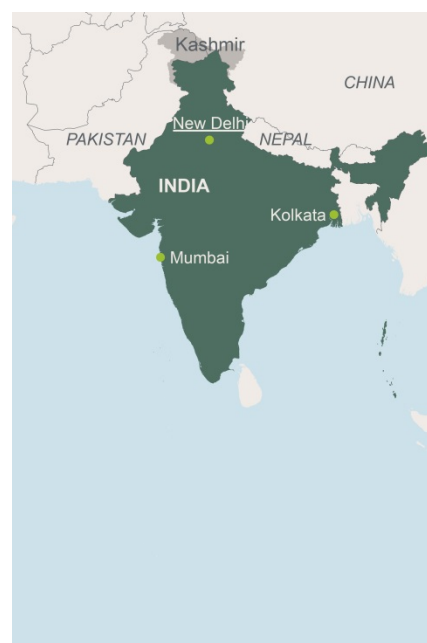 Kashmir
CHINA
New Delhi
PAKISTAN
NEPAL
INDIA
Kolkata
Mumbai